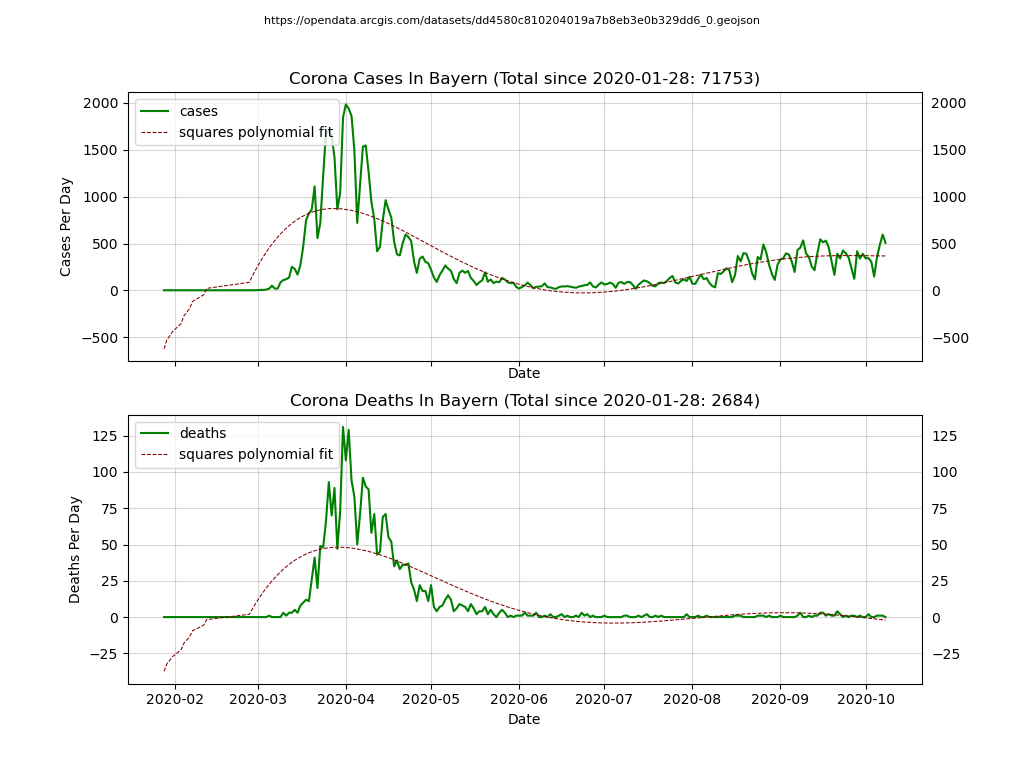 https://opendata.arcgis.com/datasets/dd4580c810204019a7b8eb3e0b329dd6_0.geojson
Corona Cases In Bayern (Total since 2020-01-28: 71753)
cases
squares polynomial fit
2000 2000
1500 1500
1000 1000
500 500
0 0
−500 −500
Cases Per Day
Date
Corona Deaths In Bayern (Total since 2020-01-28: 2684)
deaths
squares polynomial fit
125 125
100 100
75 75
50 50
25 25
0 0
−25 −25
Deaths Per Day
2020-02 2020-03 2020-04 2020-05 2020-06 2020-07 2020-08 2020-09 2020-10
Date